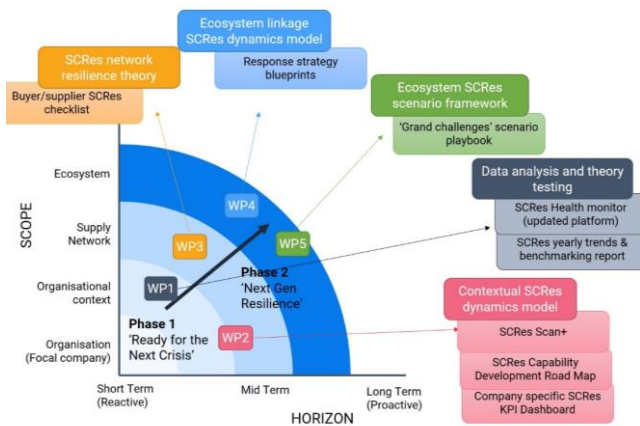 Ecosystem linkage
SCRes dynamics model
Response strategy
blueprints
SCRes network
resilience theory
Buyer/supplier SCRes
checklist
Ecosystem SCRes
scenario framework
‘Grand challenges’ scenario
playbook
Data analysis and theory
testing
SCRes Health monitor
(updated platform)
SCRes yearly trends &
benchmarking report
Contextual SCRes
dynamics model
SCRes Scan+
SCRes Capability
Development Road Map
Company specific SCRes
KPI Dashboard
SCOPE
Ecosystem
Supply
Network
Organisational
context
Organisation
(Focal company)
WP4
WP3
WP5
WP1
WP2
Phase 2
‘Next Gen
Resilience’
Phase 1
‘Ready for the
Next Crisis’
Short Term
(Reactive)
Mid Term
Long Term
(Proactive)
HORIZON